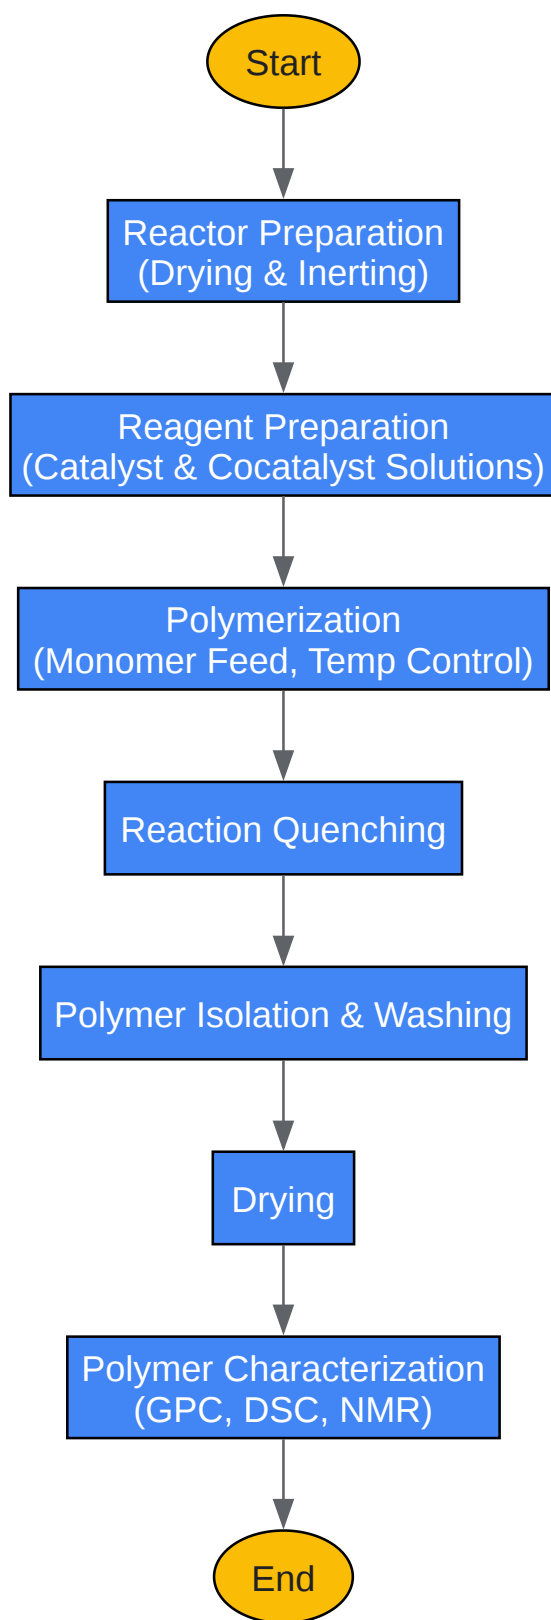 Start
Reactor Preparation
(Drying & Inerting)
Reagent Preparation
(Catalyst & Cocatalyst Solutions)
Polymerization
(Monomer Feed, Temp Control)
Reaction Quenching
Polymer Isolation & Washing
Drying
Polymer Characterization
(GPC, DSC, NMR)
End